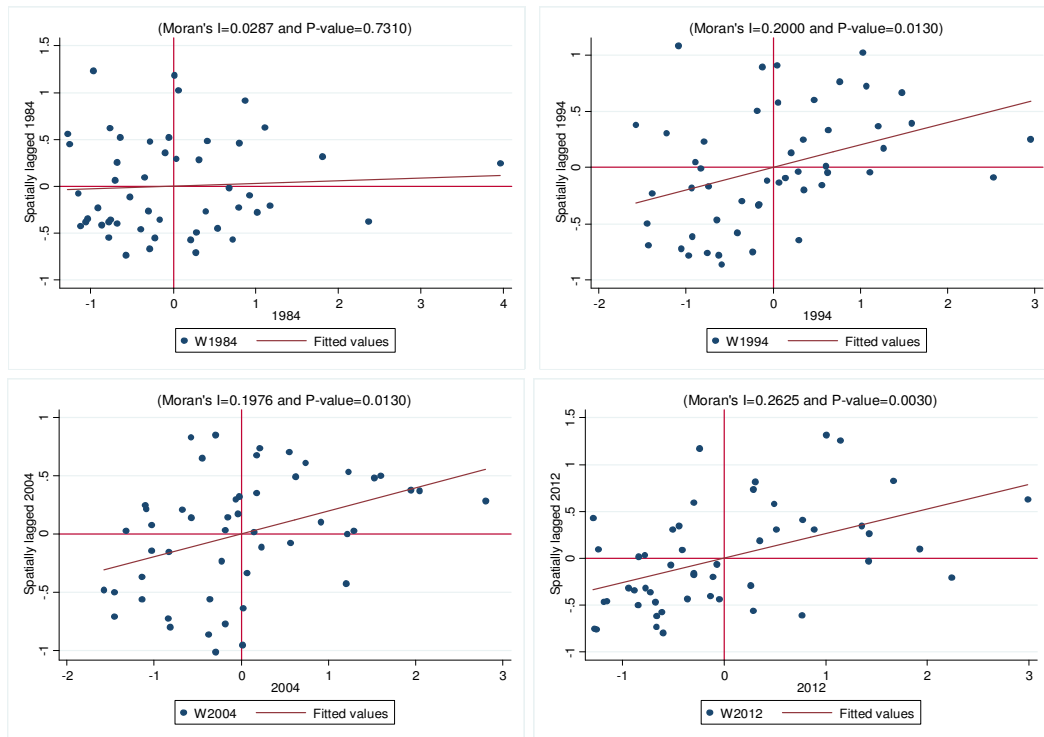 (Moran's I=0.0287 and P-value=0.7310)
Spatially lagged 1984
1.5
1
.5
0
-.5
-1
-1 0 1 2 3 4
1984
W1984 Fitted values
(Moran's I=0.2000 and P-value=0.0130)
Spatially lagged 1994
1
.5
0
-.5
-1
-2 -1 0 1 2 3
1994
W1994 Fitted values
(Moran's I=0.1976 and P-value=0.0130)
Spatially lagged 2004
1
.5
0
-.5
-1
-2 -1 0 1 2 3
2004
W2004 Fitted values
(Moran's I=0.2625 and P-value=0.0030)
Spatially lagged 2012
1.5
1
.5
0
-.5
-1
-1 0 1 2 3
2012
W2012 Fitted values